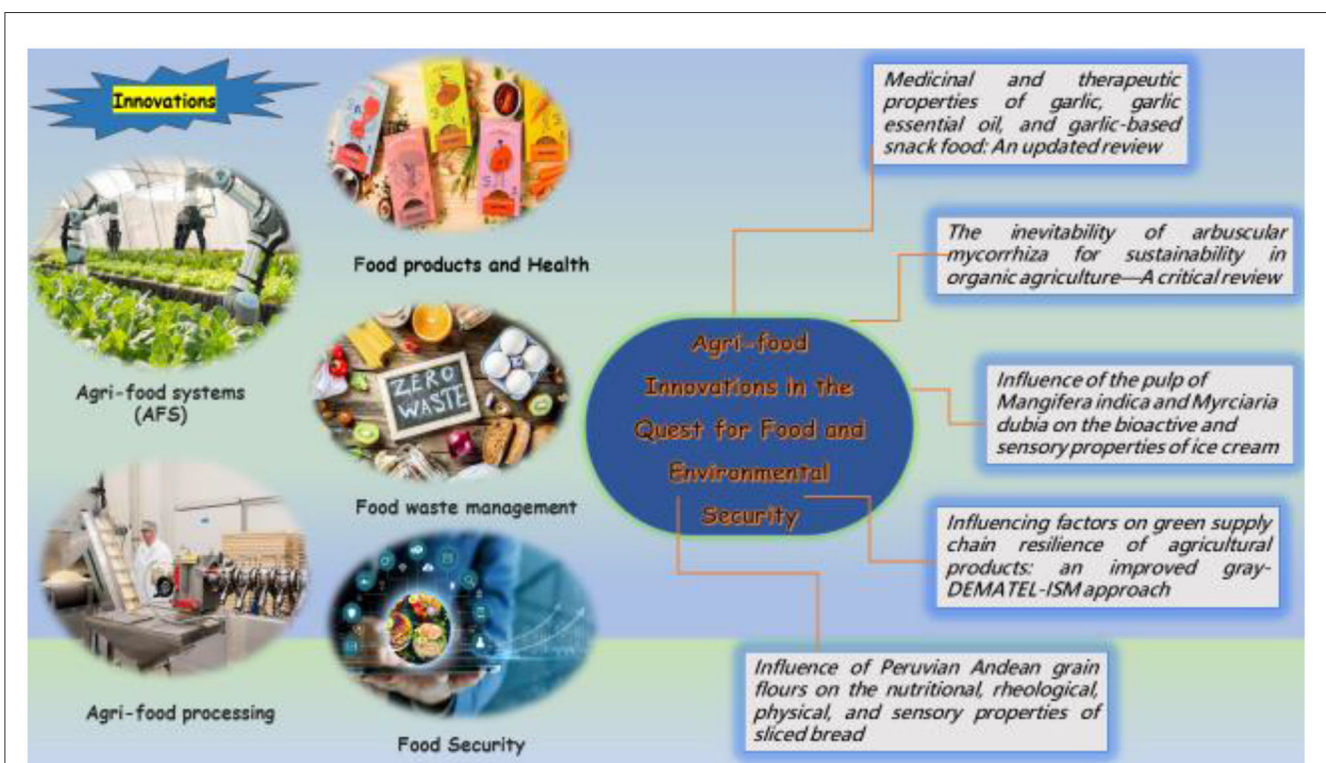 Innovations
Food products and Health
Agri-food systems
(AFS)
ZERO
WASTE
Food waste management
Agri-food processing
Food Security
Agri-food
Innovations in the
Quest for Food and
Environmental
Security
Medicinal and therapeutic
properties of garlic, garlic
essential oil, and garlic-based
snack food: An updated review
The inevitability of arbuscular
mycorrhiza for sustainability in
organic agriculture—A critical review
Influence of the pulp of
Mangifera indica and Myrciaria
dubia on the bioactive and
sensory properties of ice cream
Influencing factors on green supply
chain resilience of agricultural
products: an improved gray-
DEMATEL-ISM approach
Influence of Peruvian Andean grain
flours on the nutritional, rheological,
physical, and sensory properties of
sliced bread